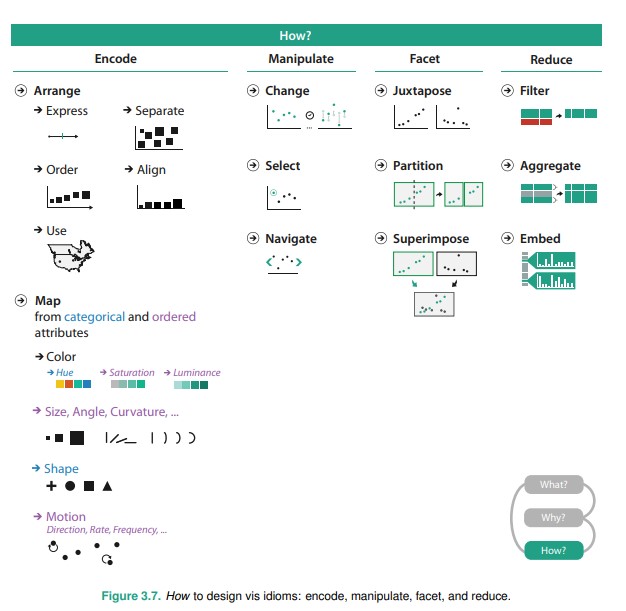 How?
Encode
Manipulate
Facet
Reduce
Arrange
Express
Separate
Order
Align
Use
Map
from categorical and ordered
attributes
Color
Hue
Saturation
Luminance
Size, Angle, Curvature, ...
Shape
Motion
Direction, Rate, Frequency, ...
Change
...
Select
Navigate
Juxtapose
Partition
Superimpose
Filter
Aggregate
Embed
What?
Why?
How?
Figure 3.7. How to design vis idioms: encode, manipulate, facet, and reduce.